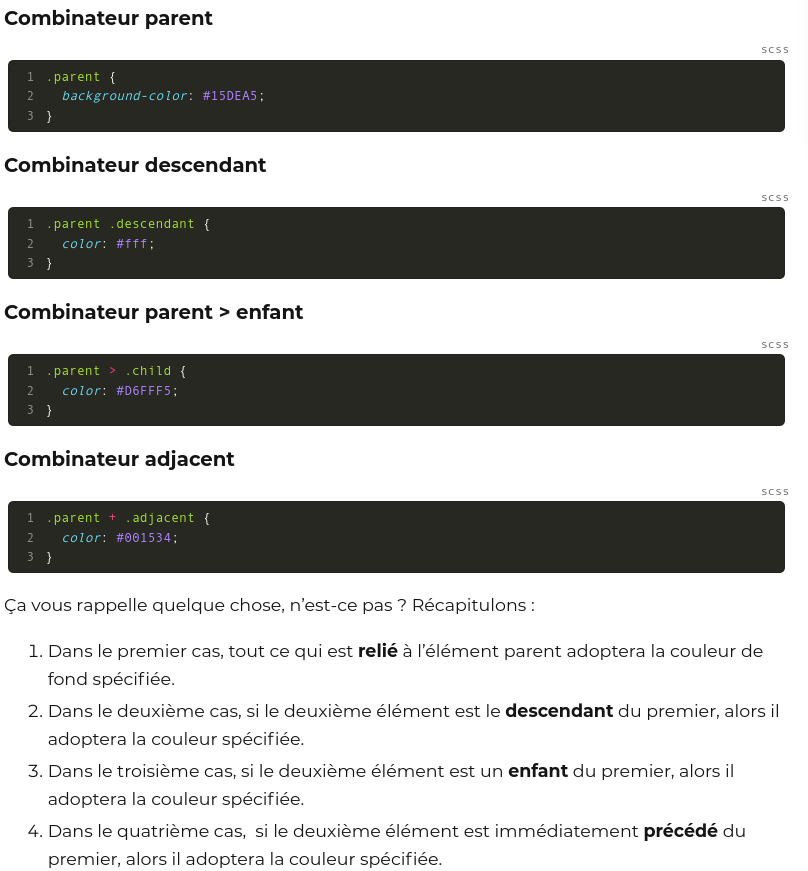 Combinateur parent
scss
1 .parent {
2   background-color: #15DEA5;
3 }
Combinateur descendant
scss
1 .parent .descendant {
2   color: #fff;
3 }
Combinateur parent > enfant
scss
1 .parent > .child {
2   color: #D6FFF5;
3 }
Combinateur adjacent
scss
1 .parent + .adjacent {
2   color: #001534;
3 }
Ça vous rappelle quelque chose, n’est-ce pas ? Récapitulons :
1. Dans le premier cas, tout ce qui est relié à l’élément parent adoptera la couleur de
fond spécifiée.
2. Dans le deuxième cas, si le deuxième élément est le descendant du premier, alors il
adoptera la couleur spécifiée.
3. Dans le troisième cas, si le deuxième élément est un enfant du premier, alors il
adoptera la couleur spécifiée.
4. Dans le quatrième cas,  si le deuxième élément est immédiatement précédé du
premier, alors il adoptera la couleur spécifiée.